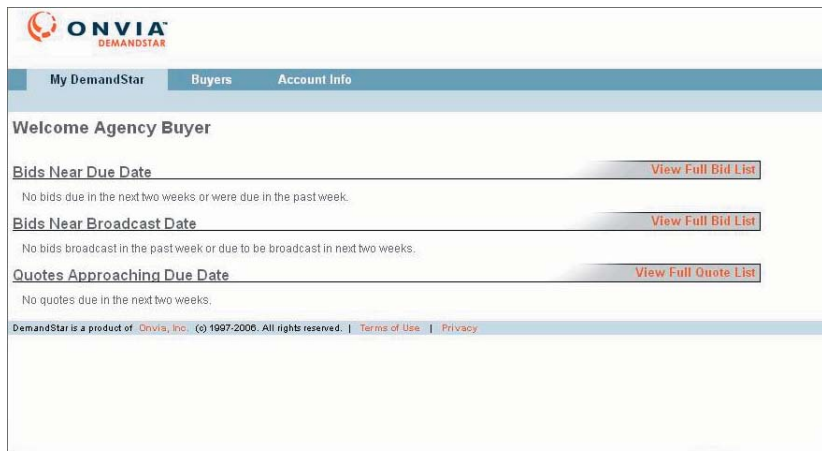 ONVIA™
DEMANDSTAR
My DemandStar Buyers Account Info
Welcome Agency Buyer
Bids Near Due Date View Full Bid List
No bids due in the next two weeks or were due in the past week.
Bids Near Broadcast Date View Full Bid List
No bids broadcast in the past week or due to be broadcast in next two weeks.
Quotes Approaching Due Date View Full Quote List
No quotes due in the next two weeks.
DemandStar is a product of Onvia, Inc. (c) 1997-2006. All rights reserved. | Terms of Use | Privacy